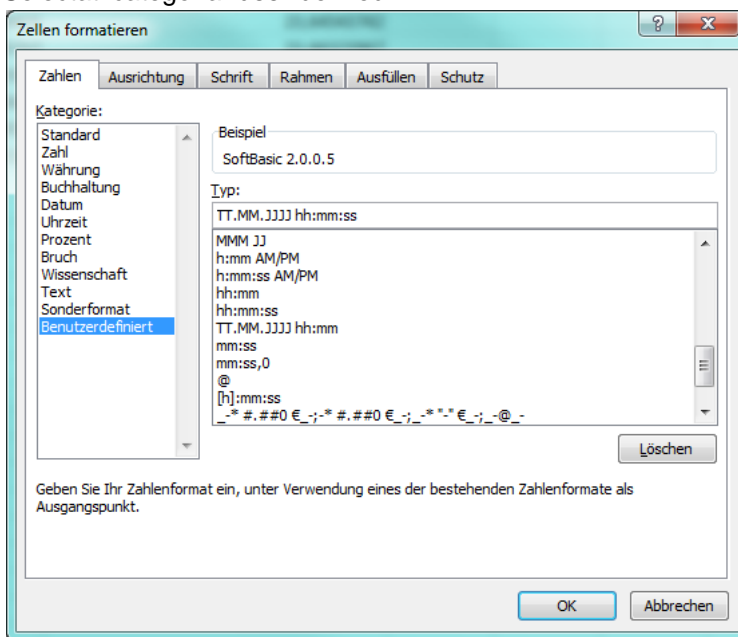 Zellen formatieren
Zahlen Ausrichtung Schrift Rahmen Ausfüllen Schutz
Kategorie:
Standard
Zahl
Währung
Buchhaltung
Datum
Uhrzeit
Prozent
Bruch
Wissenschaft
Text
Sonderformat
Benutzerdefiniert
Beispiel
SoftBasic 2.0.0.5
Typ:
TT.MM.JJJJ hh:mm:ss
MMM JJ
h:mm AM/PM
h:mm:ss AM/PM
hh:mm
hh:mm:ss
TT.MM.JJJJ hh:mm
mm:ss
mm:ss,0
@
[h]:mm:ss
_-* #.##0 €_-;-* #.##0 €_-;_-* "-" €_-;_-@_-
Löschen
Geben Sie Ihr Zahlenformat ein, unter Verwendung eines der bestehenden Zahlenformate als
Ausgangspunkt.
OK Abbrechen